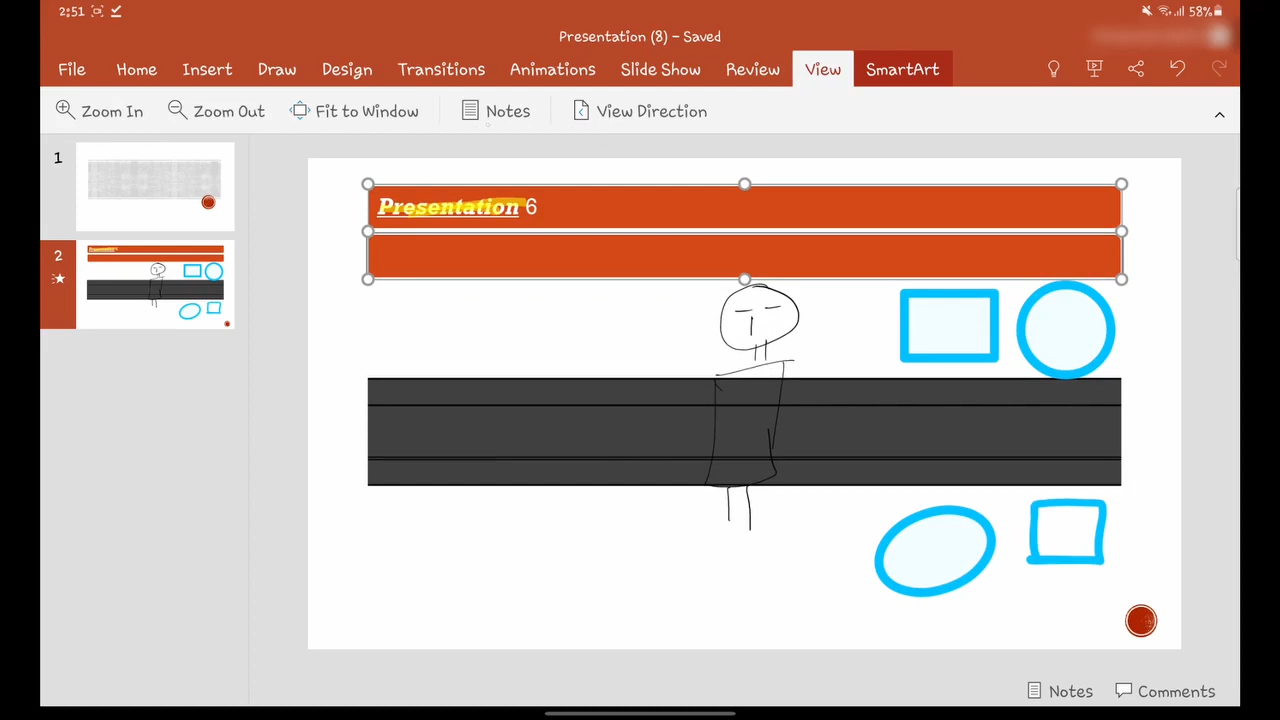 2:51 58%
Presentation (8) – Saved
File Home Insert Draw Design Transitions Animations Slide Show Review View SmartArt
Zoom In Zoom Out Fit to Window Notes View Direction
1
2
Presentation 6
Notes Comments